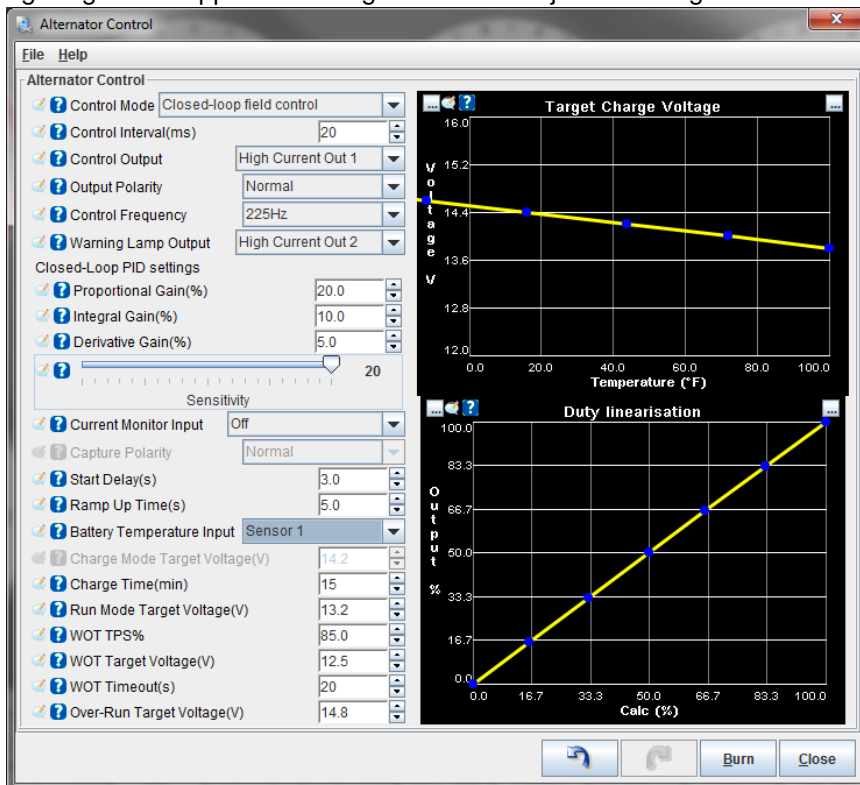 Alternator Control
File Help
Alternator Control
Control Mode Closed-loop field control
Control Interval(ms) 20
Control Output High Current Out 1
Output Polarity Normal
Control Frequency 225Hz
Warning Lamp Output High Current Out 2
Closed-Loop PID settings
Proportional Gain(%) 20.0
Integral Gain(%) 10.0
Derivative Gain(%) 5.0
20
Sensitivity
Current Monitor Input Off
Capture Polarity Normal
Start Delay(s) 3.0
Ramp Up Time(s) 5.0
Battery Temperature Input Sensor 1
Charge Mode Target Voltage(V) 14.2
Charge Time(min) 15
Run Mode Target Voltage(V) 13.2
WOT TPS% 85.0
WOT Target Voltage(V) 12.5
WOT Timeout(s) 20
Over-Run Target Voltage(V) 14.8
... ? Target Charge Voltage ...
Voltage V
16.0
15.2
14.4
13.6
12.8
12.0
0.0 20.0 40.0 60.0 80.0 100.0
Temperature (°F)
... ? Duty linearisation ...
Output %
100.0
83.3
66.7
50.0
33.3
16.7
0.0
0.0 16.7 33.3 50.0 66.7 83.3 100.0
Calc (%)
Burn Close